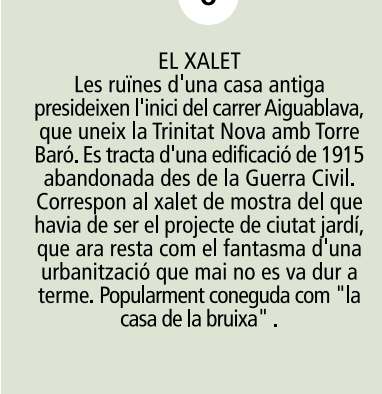 EL XALET
Les ruïnes d'una casa antiga
presideixen l'inici del carrer Aiguablava,
que uneix la Trinitat Nova amb Torre
Baró. Es tracta d'una edificació de 1915
abandonada des de la Guerra Civil.
Correspon al xalet de mostra del que
havia de ser el projecte de ciutat jardí,
que ara resta com el fantasma d'una
urbanització que mai no es va dur a
terme. Popularment coneguda com "la
casa de la bruixa" .